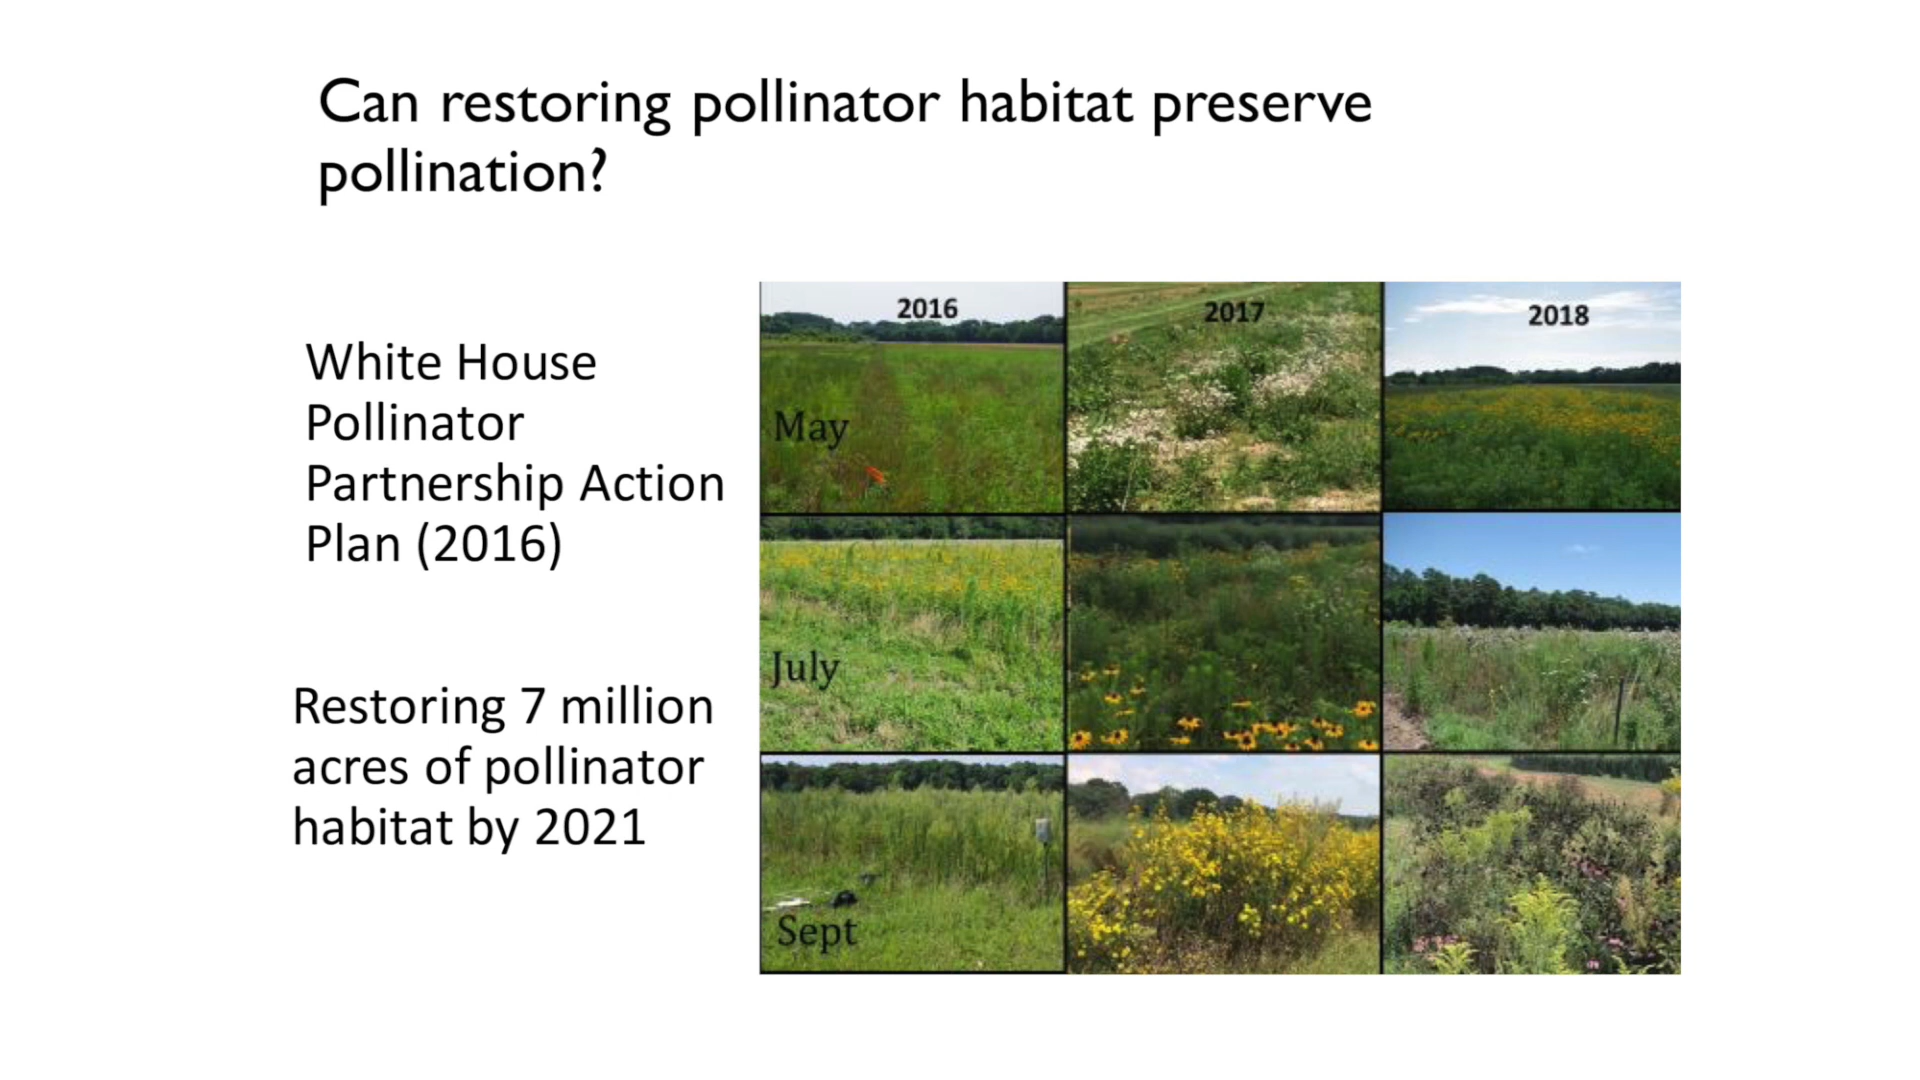 Can restoring pollinator habitat preserve
pollination?
White House
Pollinator
Partnership Action
Plan (2016)
Restoring 7 million
acres of pollinator
habitat by 2021
2016
2017
2018
May
July
Sept